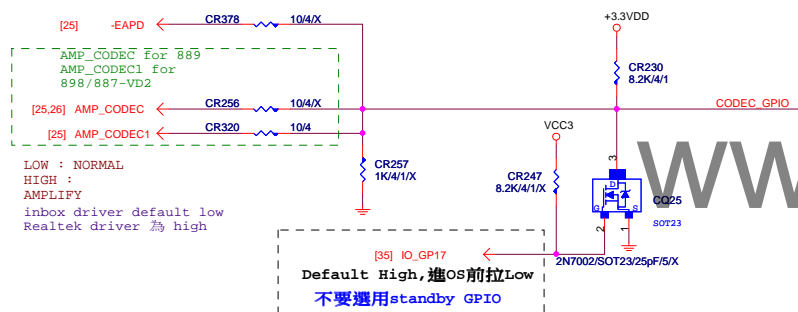 [25] -EAPD
CR378 10/4/X
+3.3VDD
AMP_CODEC for 889
AMP_CODEC1 for
898/887-VD2
CR230
8.2K/4/1
[25,26] AMP_CODEC
CR256 10/4/X
CODEC_GPIO
[25] AMP_CODEC1
CR320 10/4
VCC3
LOW : NORMAL
HIGH :
AMPLIFY
inbox driver default low
Realtek driver 為 high
CR257
1K/4/1/X
CR247
8.2K/4/1/X
3
D
G
S
2
1
CQ25
SOT23
2N7002/SOT23/25pF/5/X
[35] IO_GP17
Default High,進OS前拉Low
不要選用standby GPIO
ww